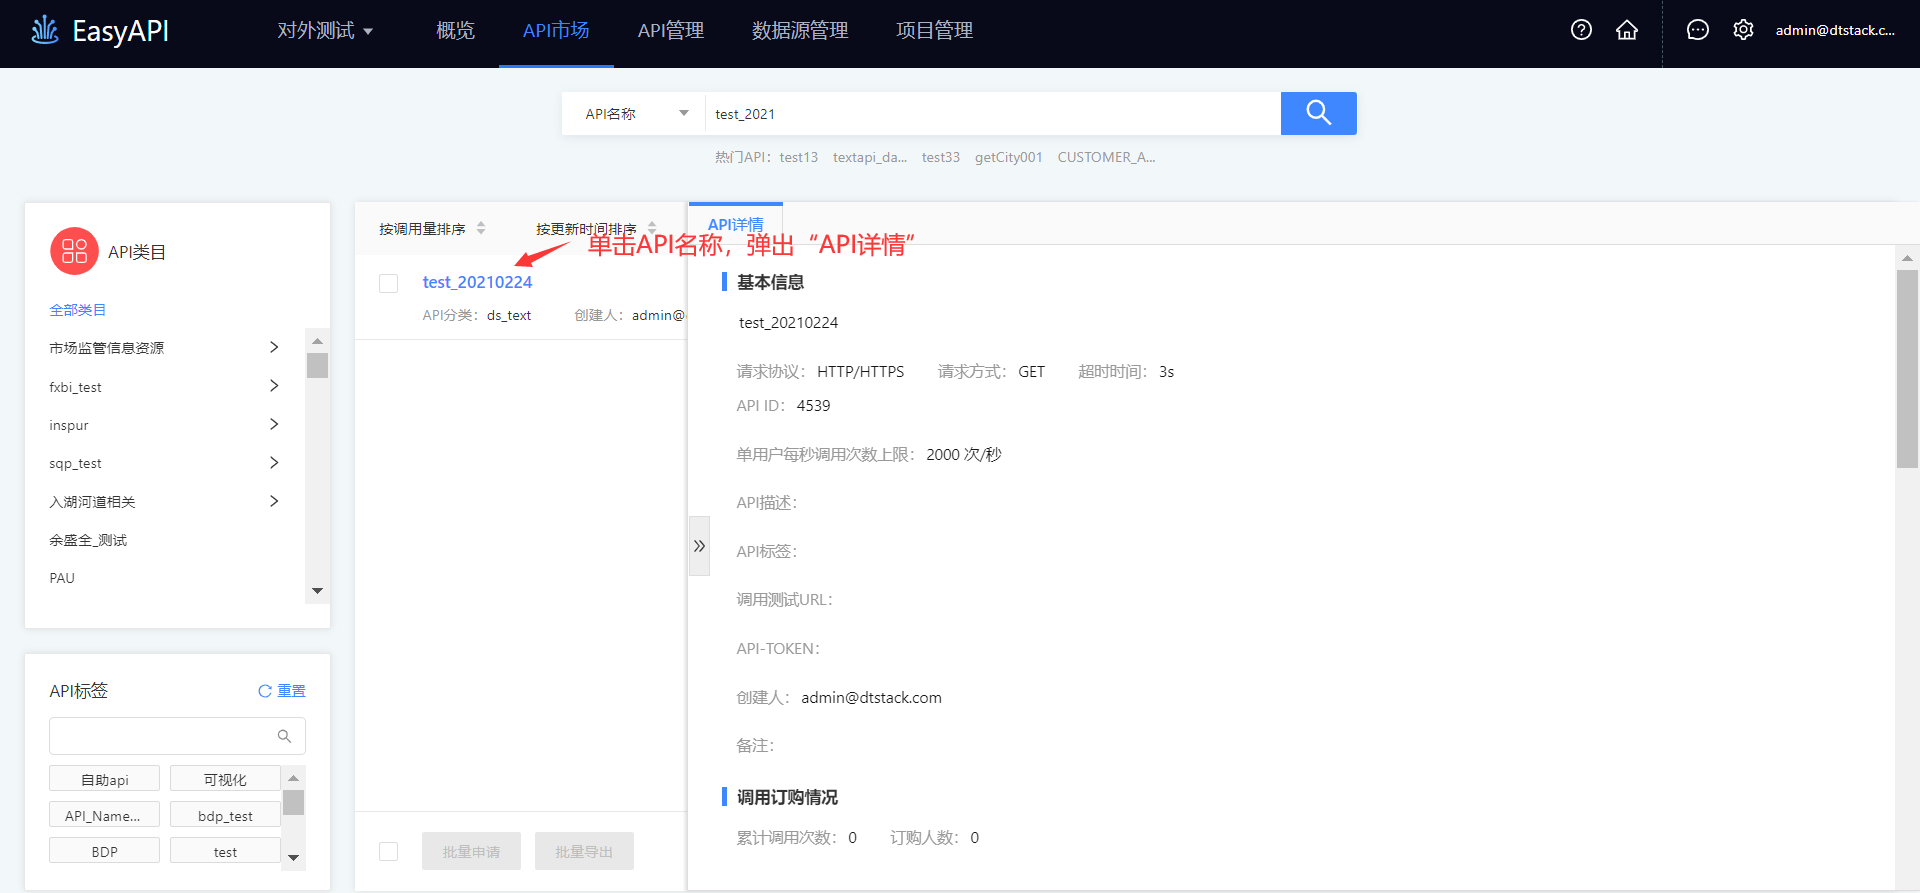 EasyAPI
对外测试
概览
API市场
API管理
数据源管理
项目管理
admin@dtstack.c...
API名称
test_2021
热门API：
test13
textapi_da...
test33
getCity001
CUSTOMER_A...
API类目
全部类目
市场监管信息资源
fxbi_test
inspur
sqp_test
入湖河道相关
余盛全_测试
PAU
API标签
重置
自助api
可视化
API_Name...
bdp_test
BDP
test
按调用量排序
按更新时间排序
test_20210224
API分类：ds_text
创建人：admin@
批量申请
批量导出
API详情
单击API名称，弹出“API详情”
基本信息
test_20210224
请求协议：HTTP/HTTPS
请求方式：GET
超时时间：3s
API ID：4539
单用户每秒调用次数上限：2000 次/秒
API描述：
API标签：
调用测试URL：
API-TOKEN：
创建人：admin@dtstack.com
备注：
调用订购情况
累计调用次数：0
订购人数：0